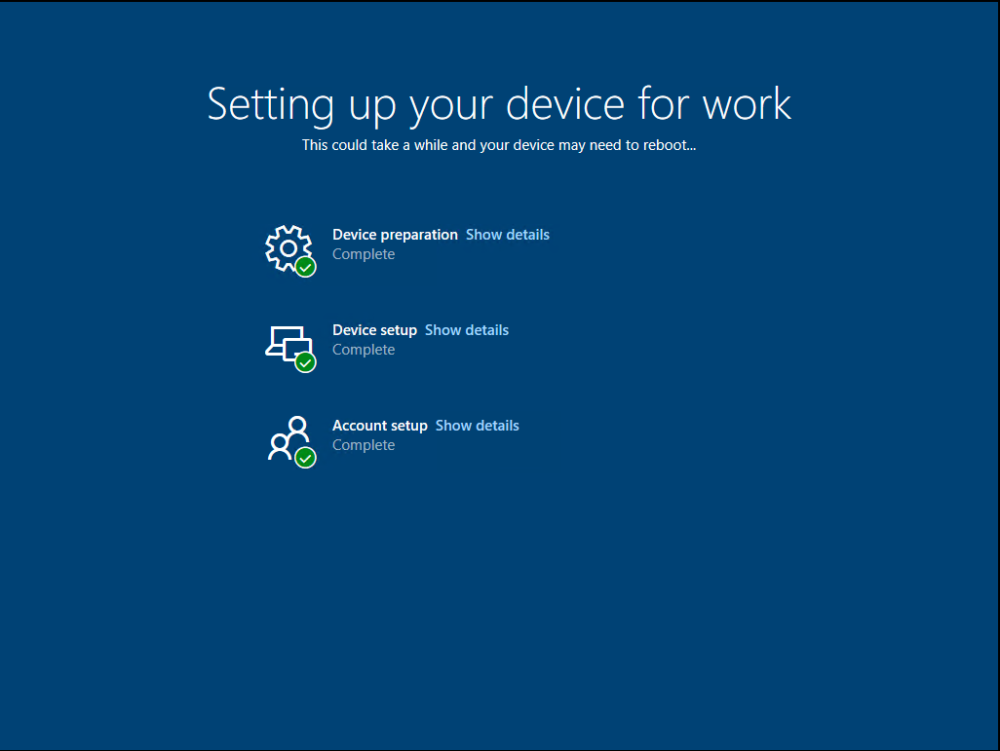 Setting up your device for work
This could take a while and your device may need to reboot...
Device preparation Show details
Complete
Device setup Show details
Complete
Account setup Show details
Complete